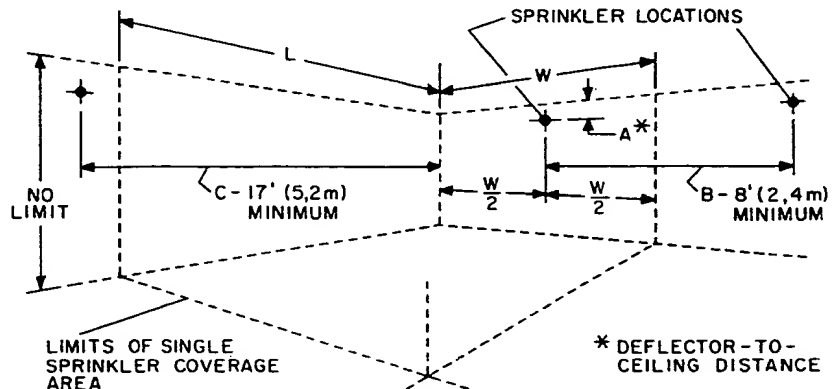 SPRINKLER LOCATIONS
L
W
A*
NO
LIMIT
C-17' (5,2m)
MINIMUM
W/2
W/2
B-8' (2,4m)
MINIMUM
LIMITS OF SINGLE
SPRINKLER COVERAGE
AREA
* DEFLECTOR-TO-
CEILING DISTANCE